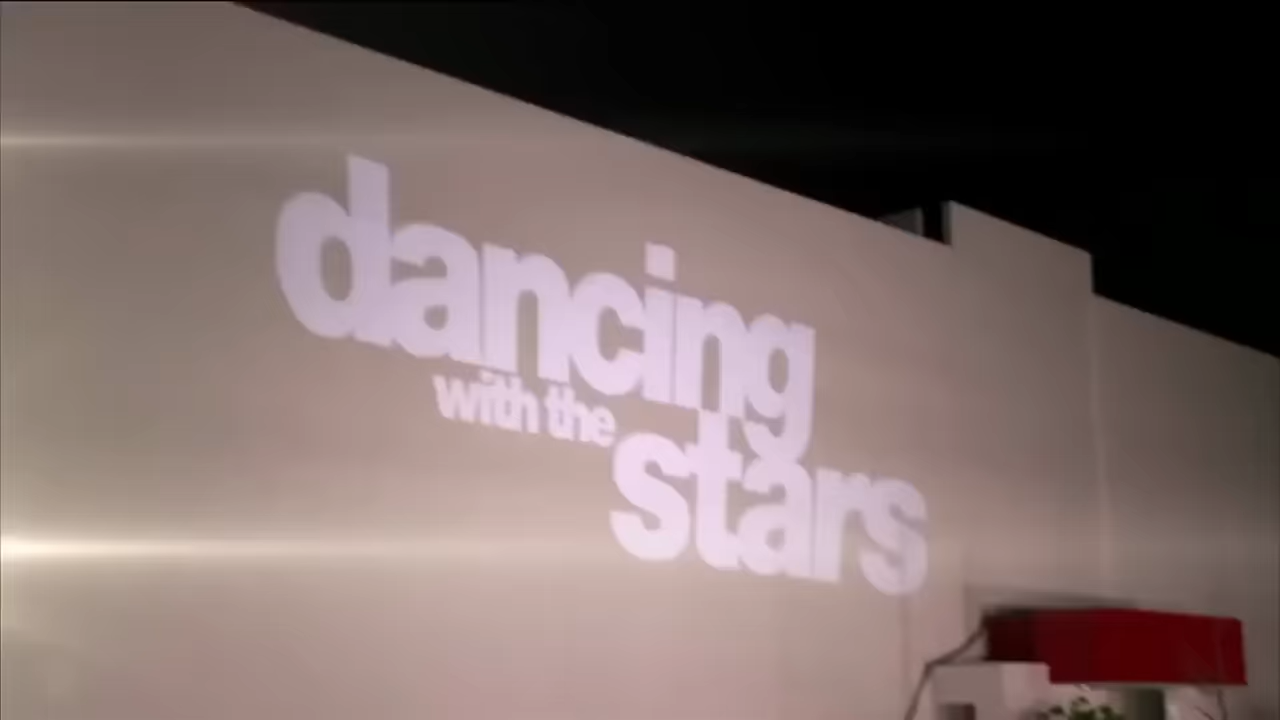 dancing
with the
stars